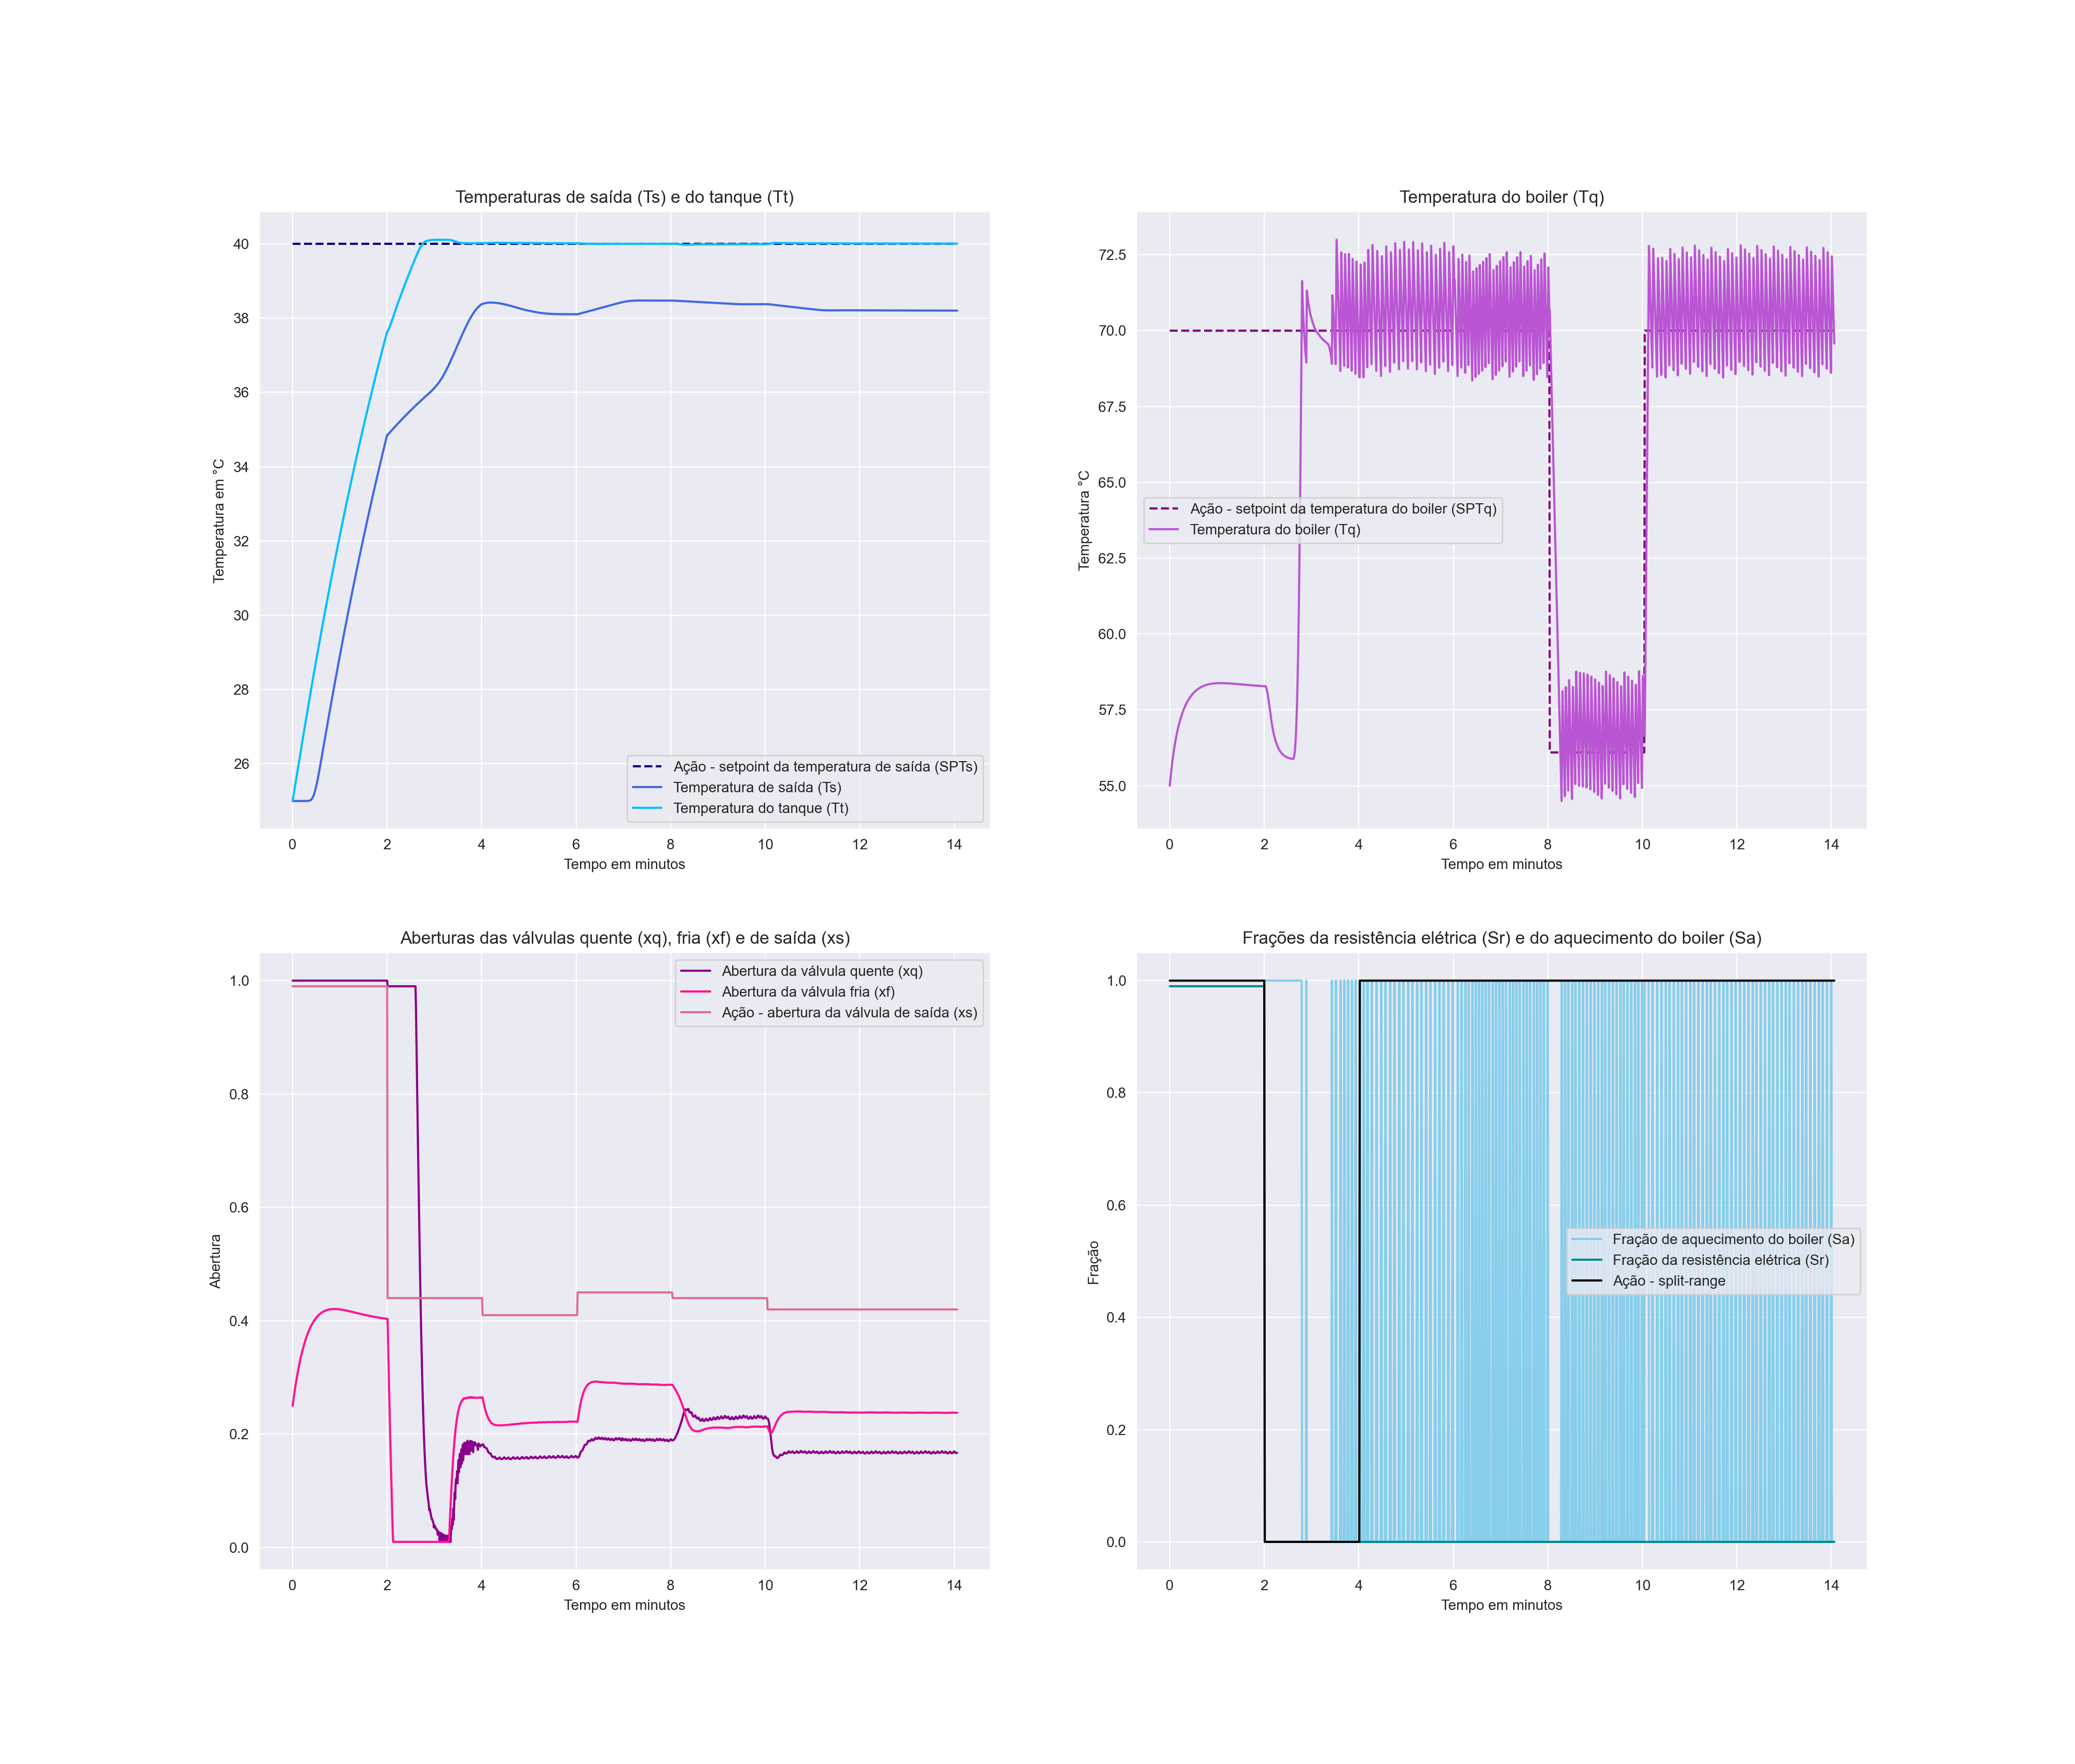 Temperaturas de saída (Ts) e do tanque (Tt)
Temperatura em °C
40
38
36
34
32
30
28
26
Ação - setpoint da temperatura de saída (SPTs)
Temperatura de saída (Ts)
Temperatura do tanque (Tt)
0 2 4 6 8 10 12 14
Tempo em minutos
Temperatura do boiler (Tq)
Temperatura °C
72.5
70.0
67.5
65.0
62.5
60.0
57.5
55.0
Ação - setpoint da temperatura do boiler (SPTq)
Temperatura do boiler (Tq)
0 2 4 6 8 10 12 14
Tempo em minutos
Aberturas das válvulas quente (xq), fria (xf) e de saída (xs)
Abertura
1.0
0.8
0.6
0.4
0.2
0.0
Abertura da válvula quente (xq)
Abertura da válvula fria (xf)
Ação - abertura da válvula de saída (xs)
0 2 4 6 8 10 12 14
Tempo em minutos
Frações da resistência elétrica (Sr) e do aquecimento do boiler (Sa)
Fração
1.0
0.8
0.6
0.4
0.2
0.0
Fração de aquecimento do boiler (Sa)
Fração da resistência elétrica (Sr)
Ação - split-range
0 2 4 6 8 10 12 14
Tempo em minutos